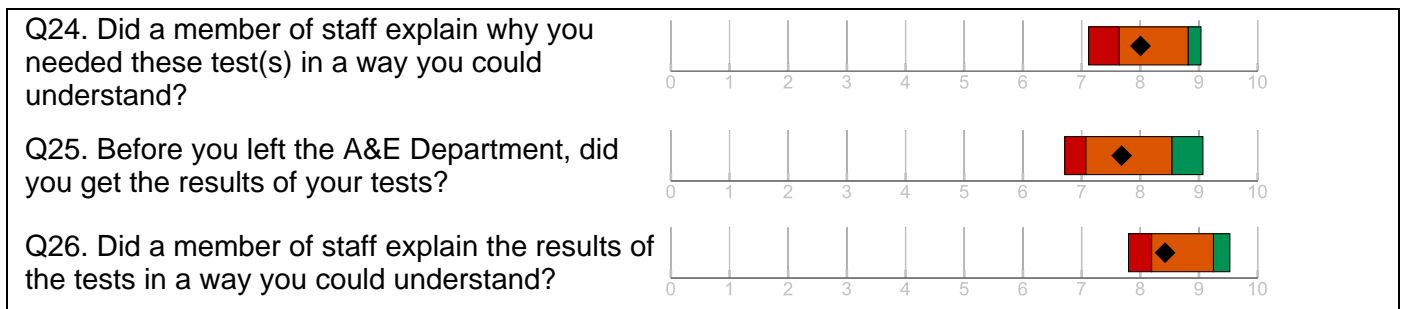 Q24. Did a member of staff explain why you
needed these test(s) in a way you could
understand?
0 1 2 3 4 5 6 7 8 9 10
Q25. Before you left the A&E Department, did
you get the results of your tests?
0 1 2 3 4 5 6 7 8 9 10
Q26. Did a member of staff explain the results of
the tests in a way you could understand?
0 1 2 3 4 5 6 7 8 9 10